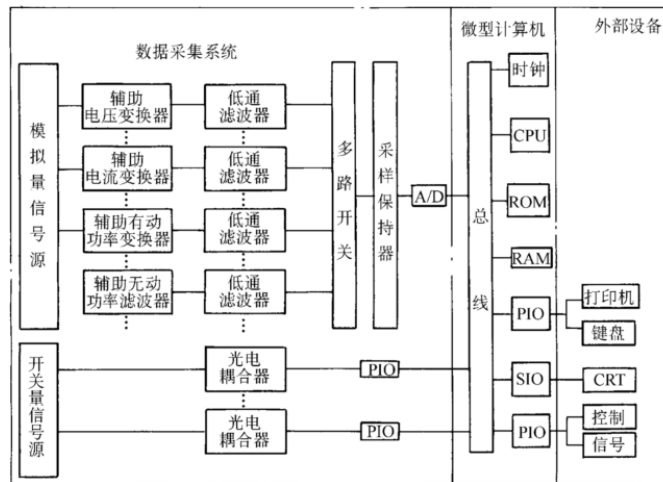 数据采集系统
微型计算机
外部设备
模拟量信号源
辅助
电压变换器
低通
滤波器
辅助
电流变换器
低通
滤波器
辅助有动
功率变换器
低通
滤波器
辅助无动
功率滤波器
低通
滤波器
多路开关
采样保持器
A/D
总线
时钟
CPU
ROM
RAM
PIO
打印机
键盘
SIO
CRT
PIO
控制
信号
开关量信号源
光电
耦合器
PIO
光电
耦合器
PIO